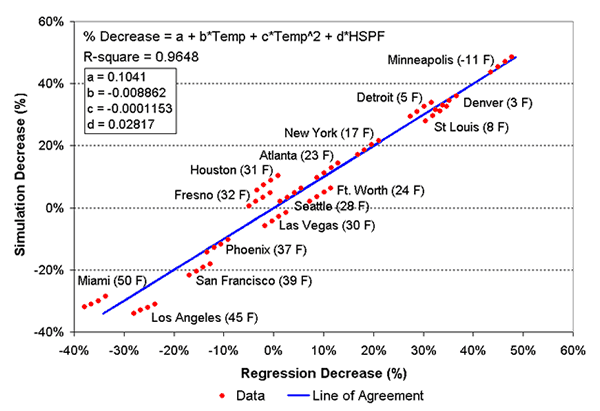 % Decrease = a + b*Temp + c*Temp^2 + d*HSPF
R-square = 0.9648
a = 0.1041
b = -0.008862
c = -0.0001153
d = 0.02817
Minneapolis (-11 F)
Detroit (5 F)
Denver (3 F)
St Louis (8 F)
New York (17 F)
Atlanta (23 F)
Houston (31 F)
Fresno (32 F)
Ft. Worth (24 F)
Seattle (28 F)
Las Vegas (30 F)
Phoenix (37 F)
Miami (50 F)
San Francisco (39 F)
Los Angeles (45 F)
60%
40%
20%
0%
-20%
-40%
Simulation Decrease (%)
-40% -30% -20% -10% 0% 10% 20% 30% 40% 50% 60%
Regression Decrease (%)
Data Line of Agreement